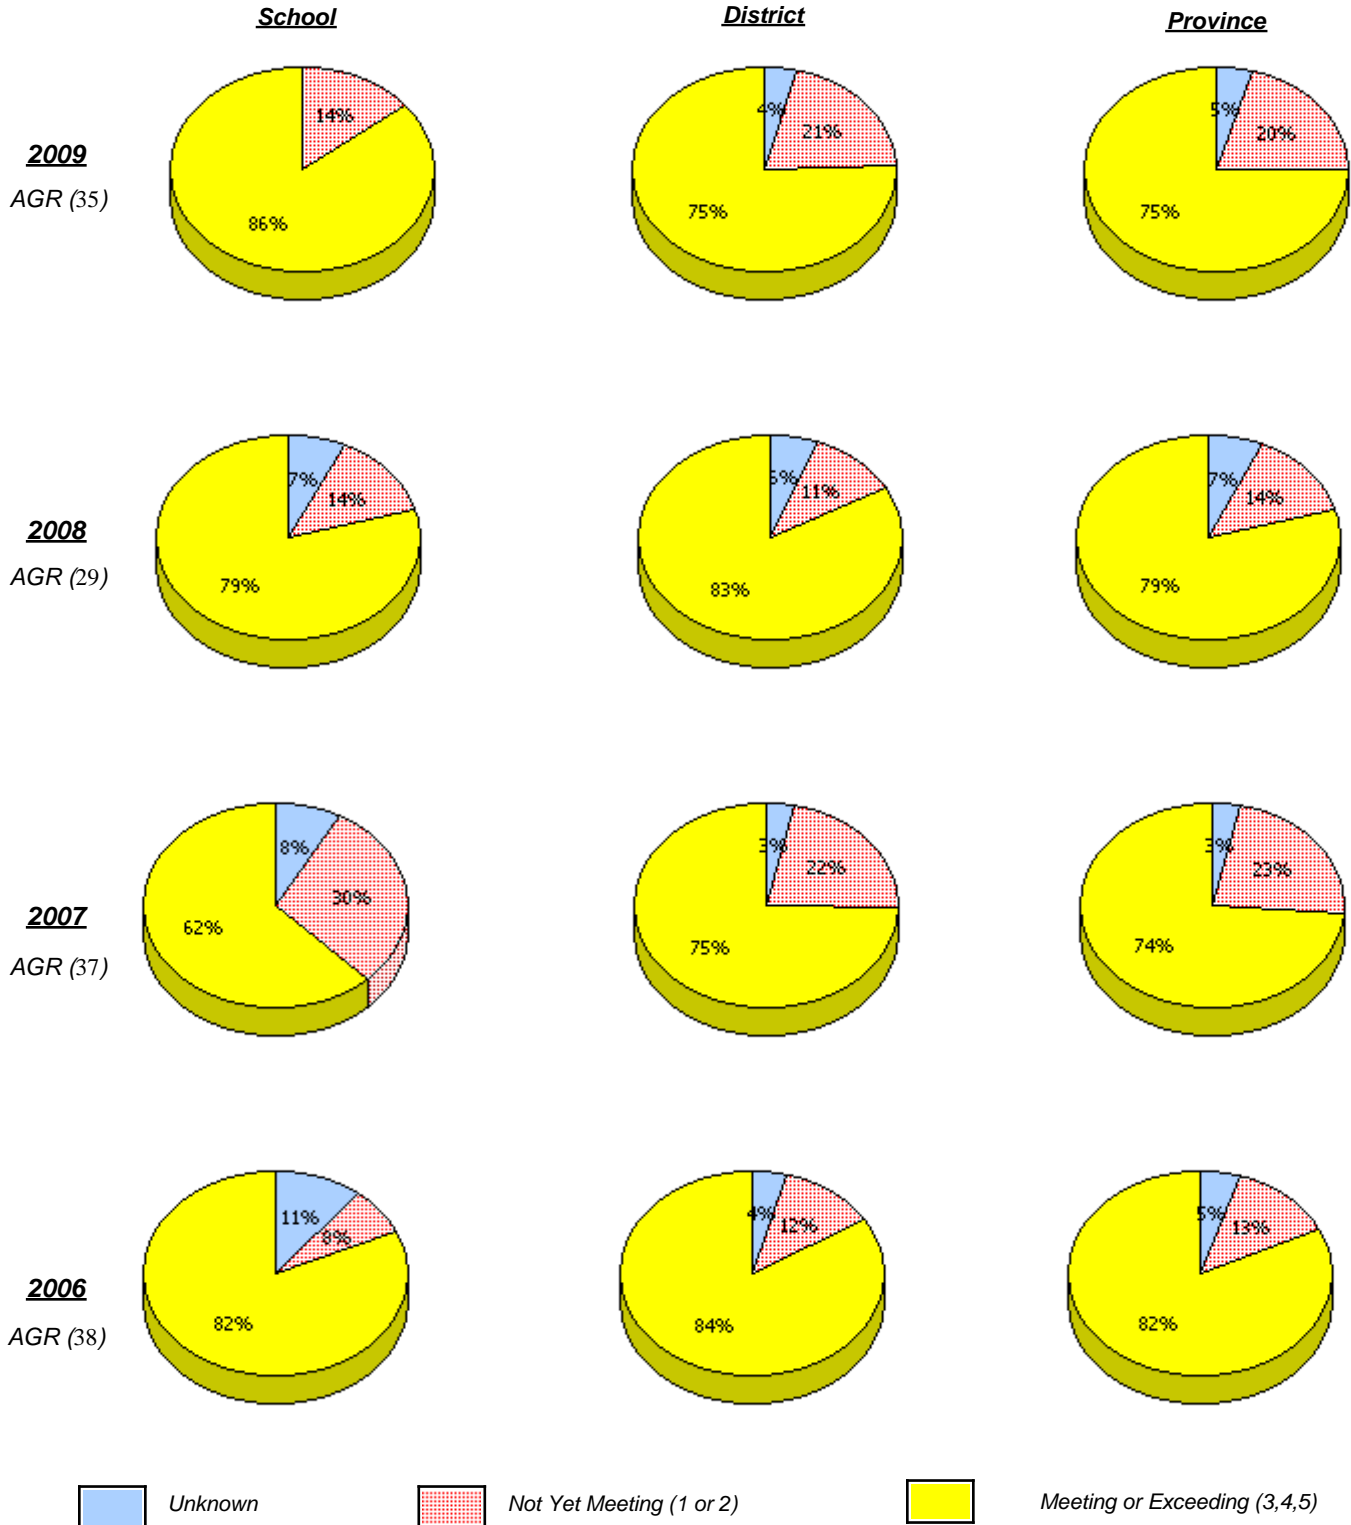 School District Province
14% 4% 21% 5% 20%
2009
AGR (35)
86% 75% 75%
7% 14% 11% 7% 14%
2008
AGR (29)
79% 83% 79%
8% 30% 3% 22% 3% 23%
2007
AGR (37)
62% 75% 74%
11% 8% 4% 12% 5% 13%
2006
AGR (38)
82% 84% 82%
Unknown Not Yet Meeting (1 or 2) Meeting or Exceeding (3,4,5)